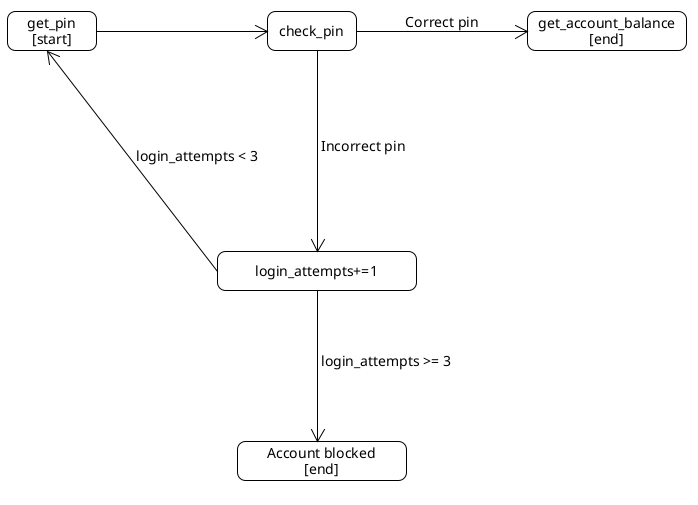 get_pin
[start]
check_pin
Correct pin
get_account_balance
[end]
login_attempts < 3
Incorrect pin
login_attempts+=1
login_attempts >= 3
Account blocked
[end]